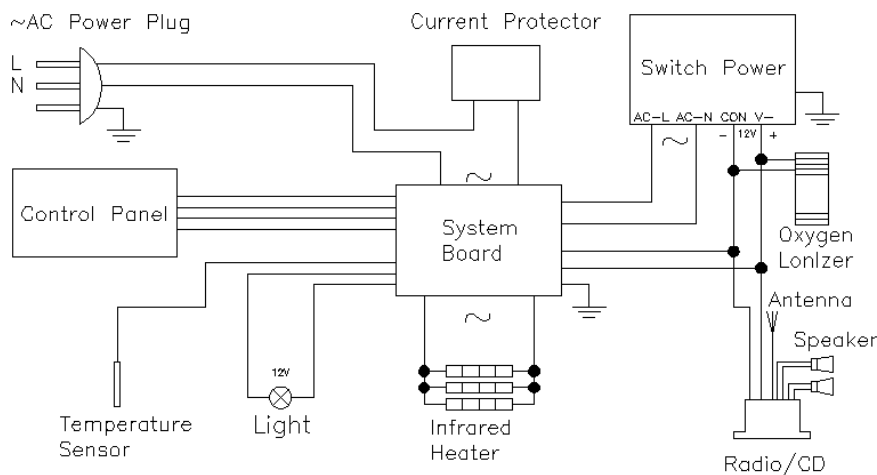 ~AC Power Plug
L
N
Current Protector
Switch Power
AC-L AC-N CON V-
~
- 12V +
Control Panel
~
System
Board
Oxygen
LonIzer
Antenna
Speaker
~
12V
Light
Temperature
Sensor
Infrared
Heater
Radio/CD